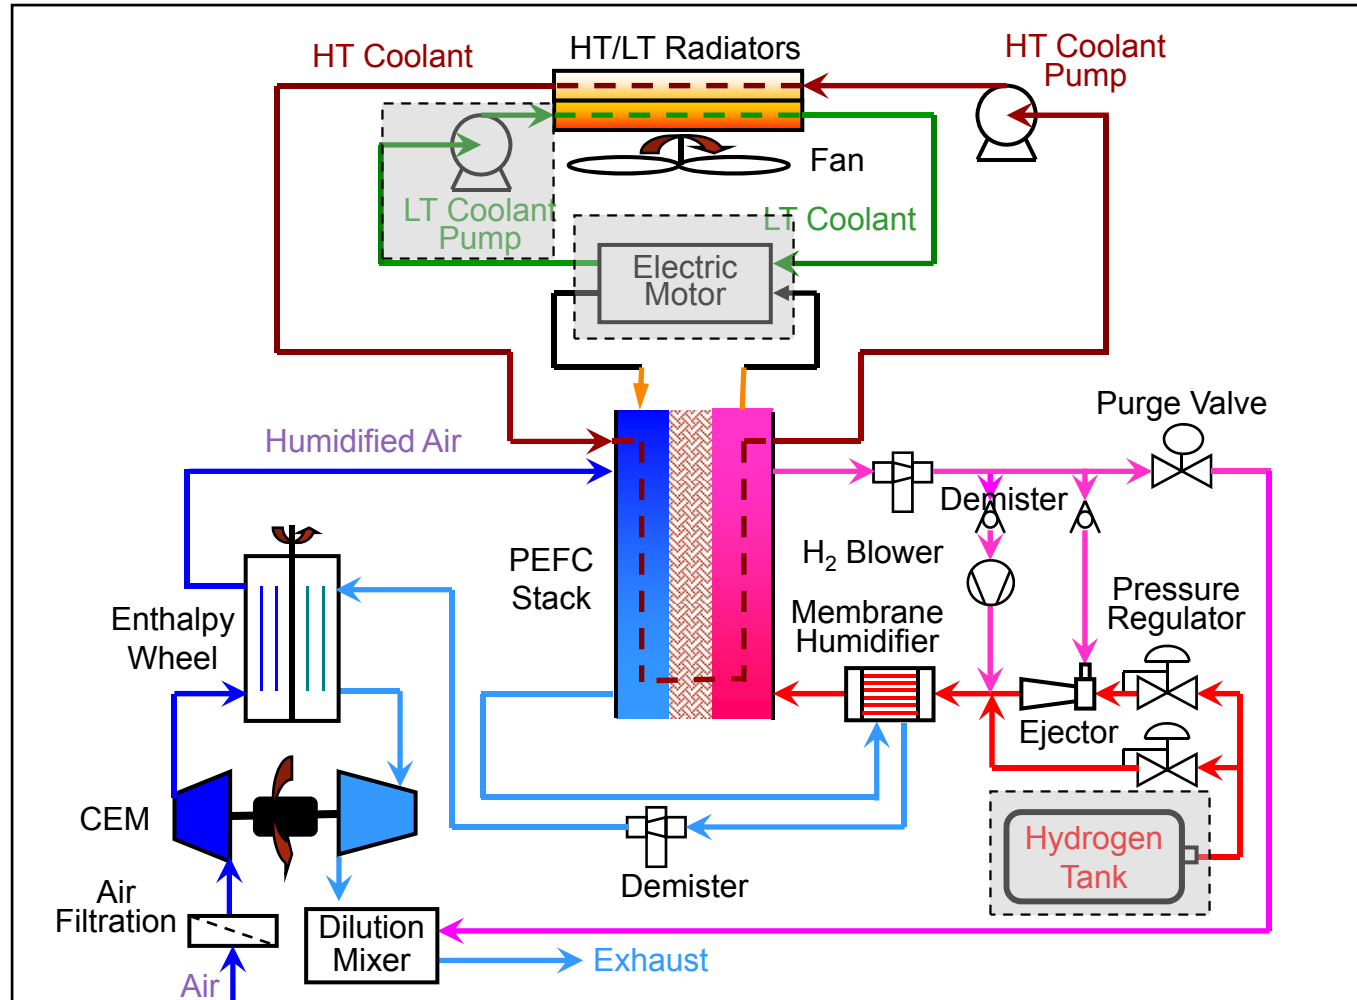 HT Coolant
HT/LT Radiators
HT Coolant
Pump
Fan
LT Coolant
Pump
LT Coolant
Electric
Motor
Purge Valve
Humidified Air
Demister
H₂ Blower
PEFC
Stack
Pressure
Regulator
Membrane
Humidifier
Enthalpy
Wheel
Ejector
CEM
Hydrogen
Tank
Demister
Air
Filtration
Dilution
Mixer
Exhaust
Air